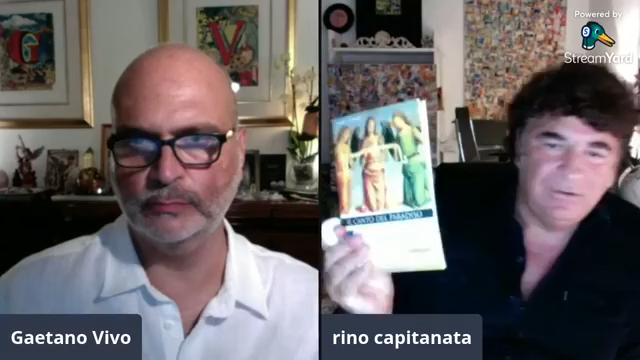 Powered by
StreamYard
G
V
IL CANTO DEL PARADISO
Gaetano Vivo
rino capitanata